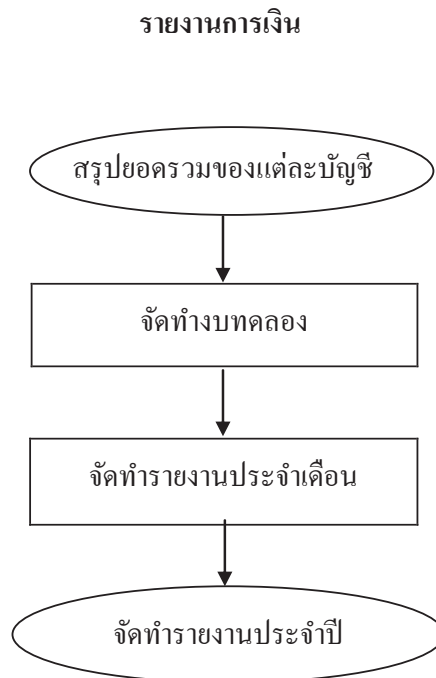 รายงานการเงิน
สรุปยอดรวมของแต่ละบัญชี
จัดทำงบทดลอง
จัดทำรายงานประจำเดือน
จัดทำรายงานประจำปี